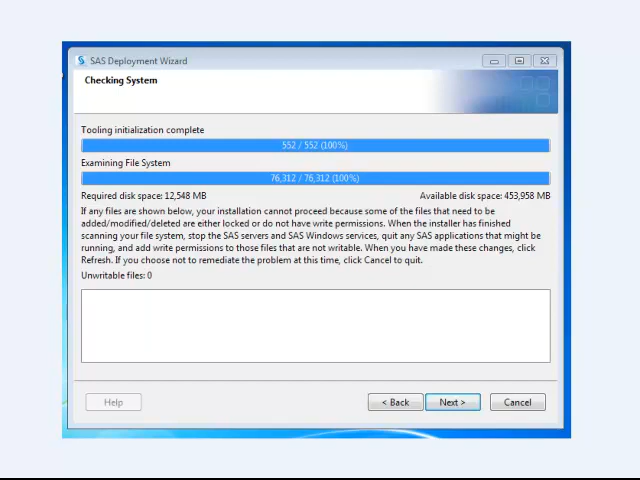 SAS Deployment Wizard
Checking System
Tooling initialization complete
552 / 552 (100%)
Examining File System
76,312 / 76,312 (100%)
Required disk space: 12,548 MB Available disk space: 453,958 MB
If any files are shown below, your installation cannot proceed because some of the files that need to be
added/modified/deleted are either locked or do not have write permissions. When the installer has finished
scanning your file system, stop the SAS servers and SAS Windows services, quit any SAS applications that might be
running, and add write permissions to those files that are not writable. When you have made these changes, click
Refresh. If you choose not to remediate the problem at this time, click Cancel to quit.
Unwritable files: 0
Help < Back Next > Cancel